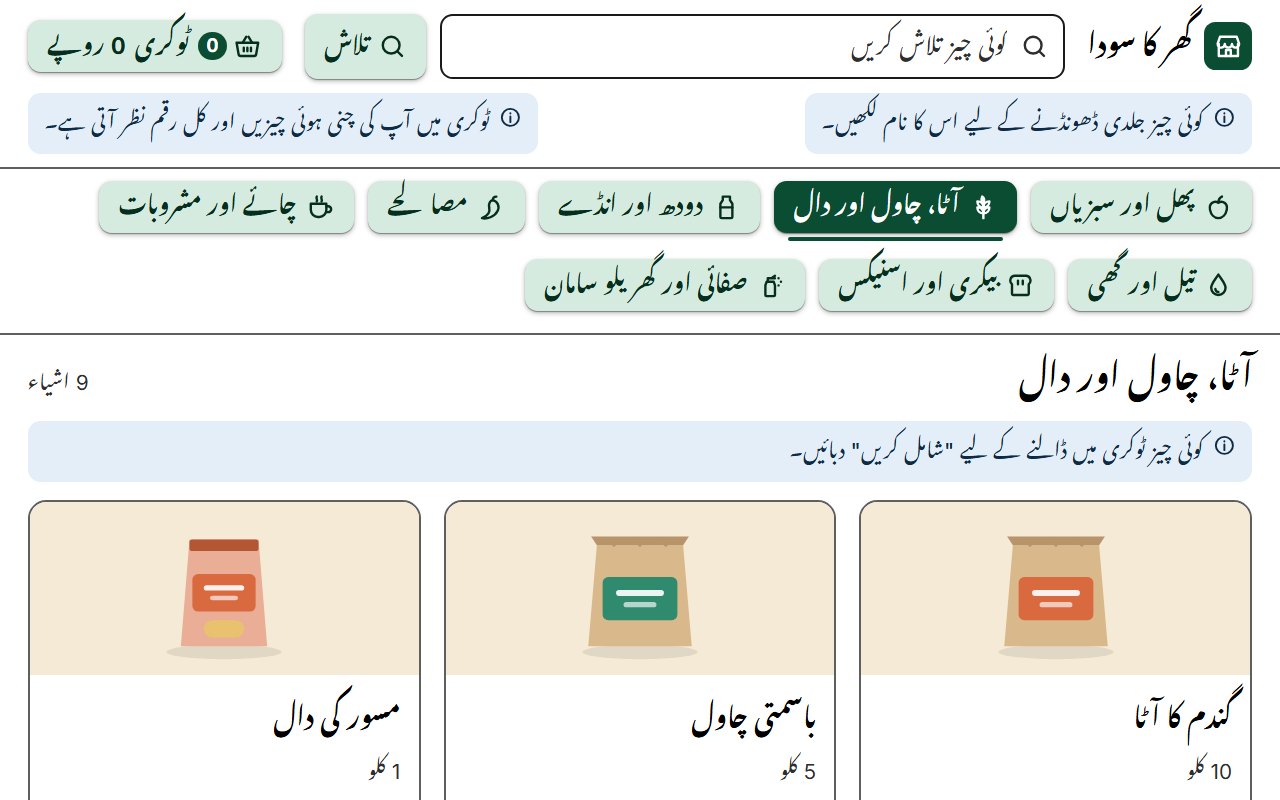 گھر کا سودا
کوئی چیز تلاش کریں
تلاش
ٹوکری 0 0 روپے
کوئی چیز جلدی ڈھونڈنے کے لیے اس کا نام لکھیں۔
ٹوکری میں آپ کی چنی ہوئی چیزیں اور کل رقم نظر آتی ہے۔
پھل اور سبزیاں
آٹا، چاول اور دال
دودھ اور انڈے
مصالحے
چائے اور مشروبات
تیل اور گھی
بیکری اور اسنیکس
صفائی اور گھریلو سامان
آٹا، چاول اور دال
9 اشیاء
کوئی چیز ٹوکری میں ڈالنے کے لیے "شامل کریں" دبائیں۔
گندم کا آٹا
10 کلو
باسمتی چاول
5 کلو
مسور کی دال
1 کلو